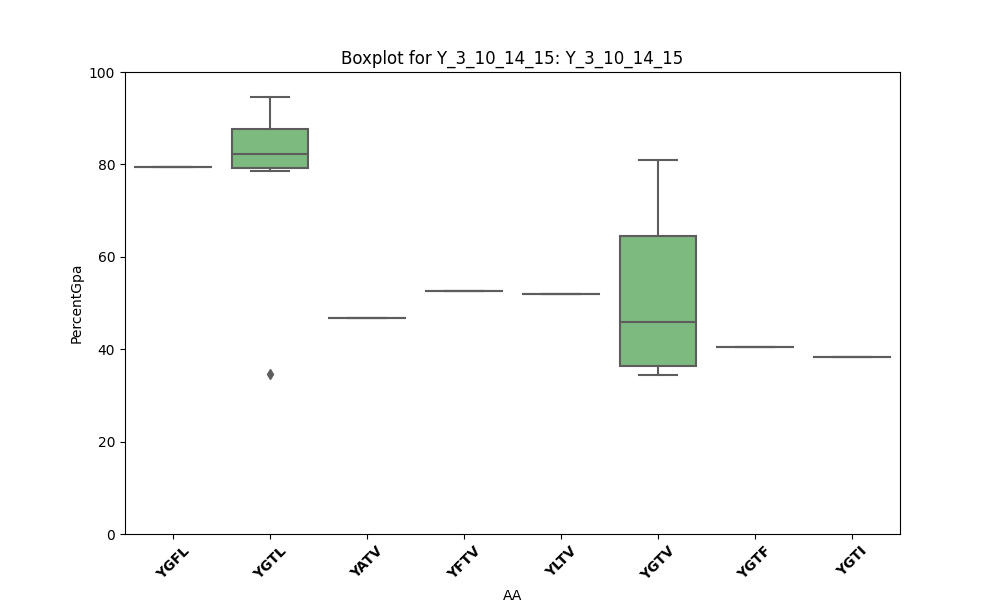 Boxplot for Y_3_10_14_15: Y_3_10_14_15
100
80
60
40
20
0
PercentGpa
YGFL
YGTL
YATV
YFTV
YLTV
YGTV
YGTF
YGTI
AA